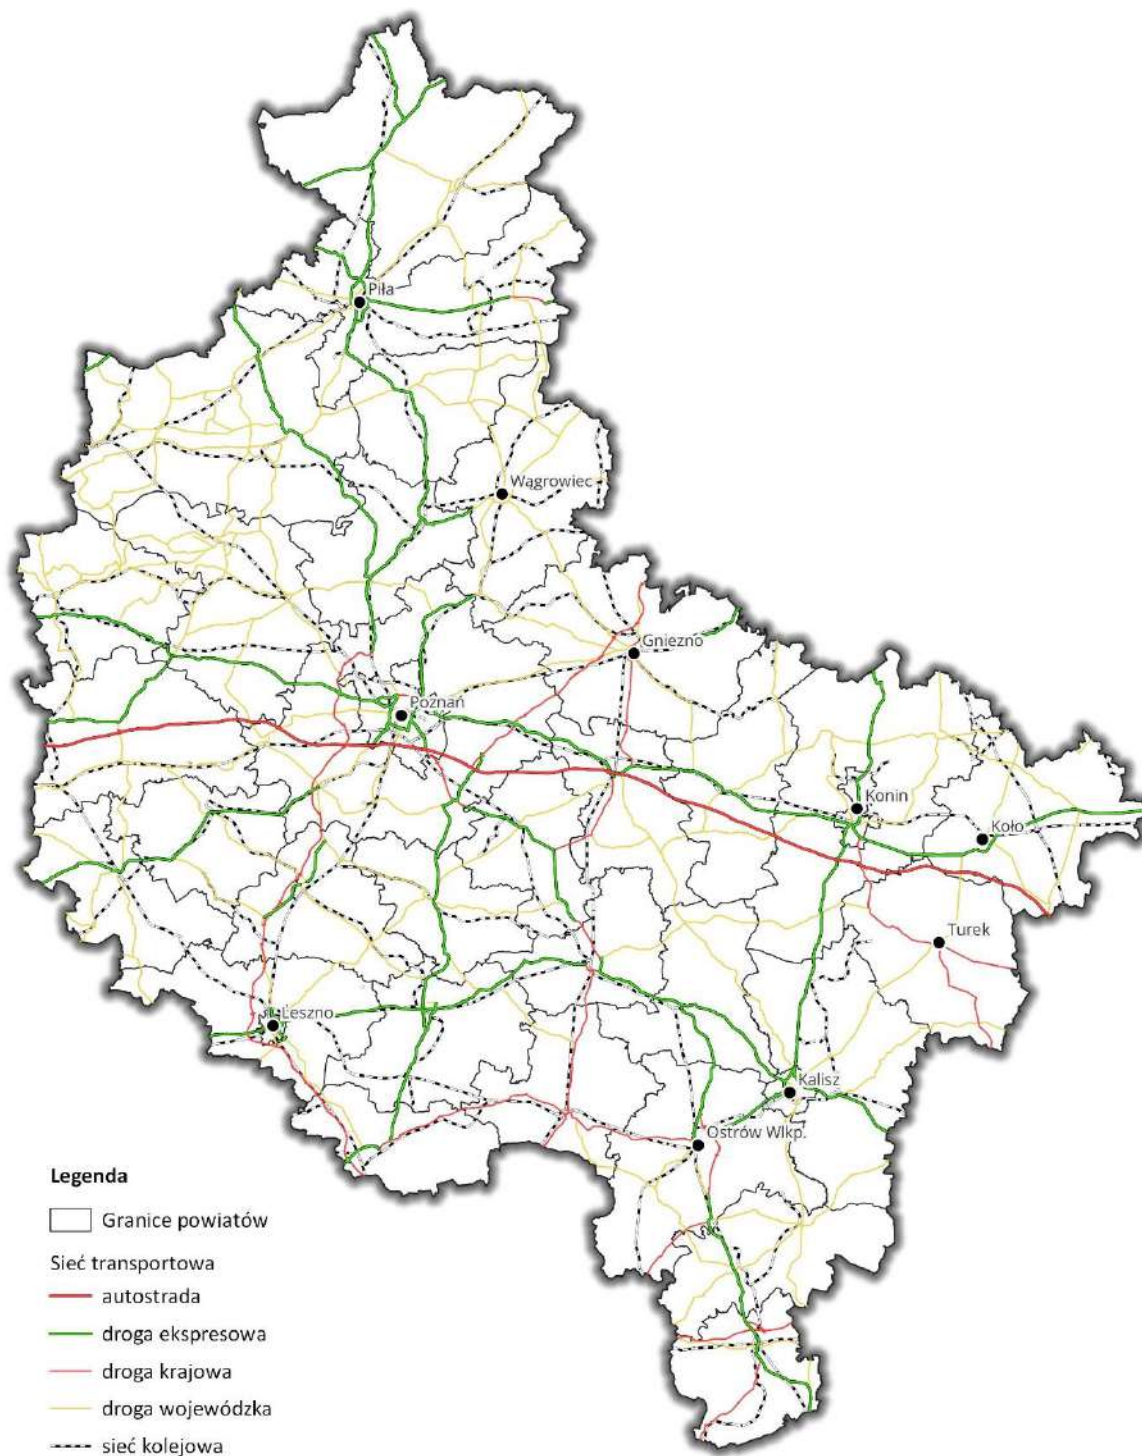 Piła
Wągrowiec
Gniezno
Poznań
Konin
Koło
Turek
Leszno
Kalisz
Ostrów Wlkp.
Legenda
Granice powiatów
Sieć transportowa
autostrada
droga ekspresowa
droga krajowa
droga wojewódzka
sieć kolejowa